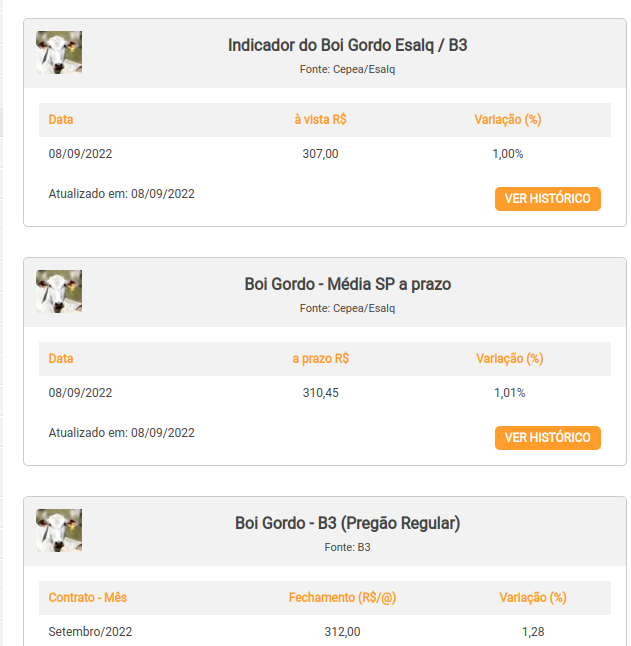 Indicador do Boi Gordo Esalq / B3
Fonte: Cepea/Esalq
Data à vista R$ Variação (%)
08/09/2022 307,00 1,00%
Atualizado em: 08/09/2022 VER HISTÓRICO
Boi Gordo - Média SP a prazo
Fonte: Cepea/Esalq
Data a prazo R$ Variação (%)
08/09/2022 310,45 1,01%
Atualizado em: 08/09/2022 VER HISTÓRICO
Boi Gordo - B3 (Pregão Regular)
Fonte: B3
Contrato - Mês Fechamento (R$/@) Variação (%)
Setembro/2022 312,00 1,28